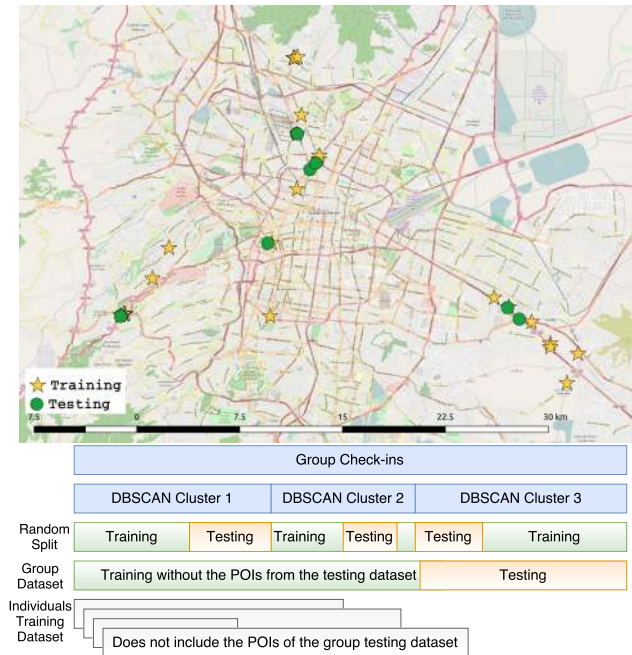 Training
Testing
7.5 0 7.5 15 22.5 30 km
Group Check-ins
DBSCAN Cluster 1 DBSCAN Cluster 2 DBSCAN Cluster 3
Random
Split
Training Testing Training Testing Testing Training
Group
Dataset
Training without the POIs from the testing dataset Testing
Individuals
Training
Dataset
Does not include the POIs of the group testing dataset